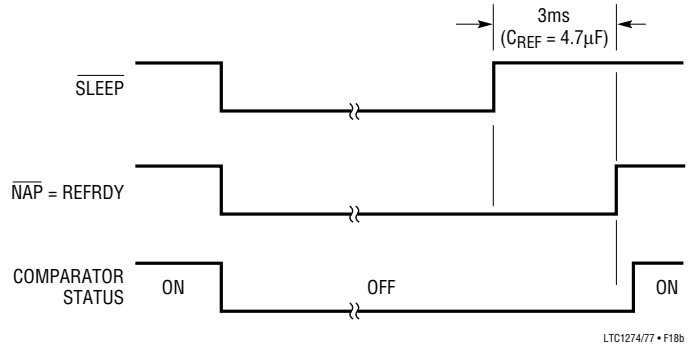 3ms
(CREF = 4.7µF)
SLEEP
NAP = REFRDY
COMPARATOR
STATUS
ON
OFF
ON
LTC1274/77 • F18b